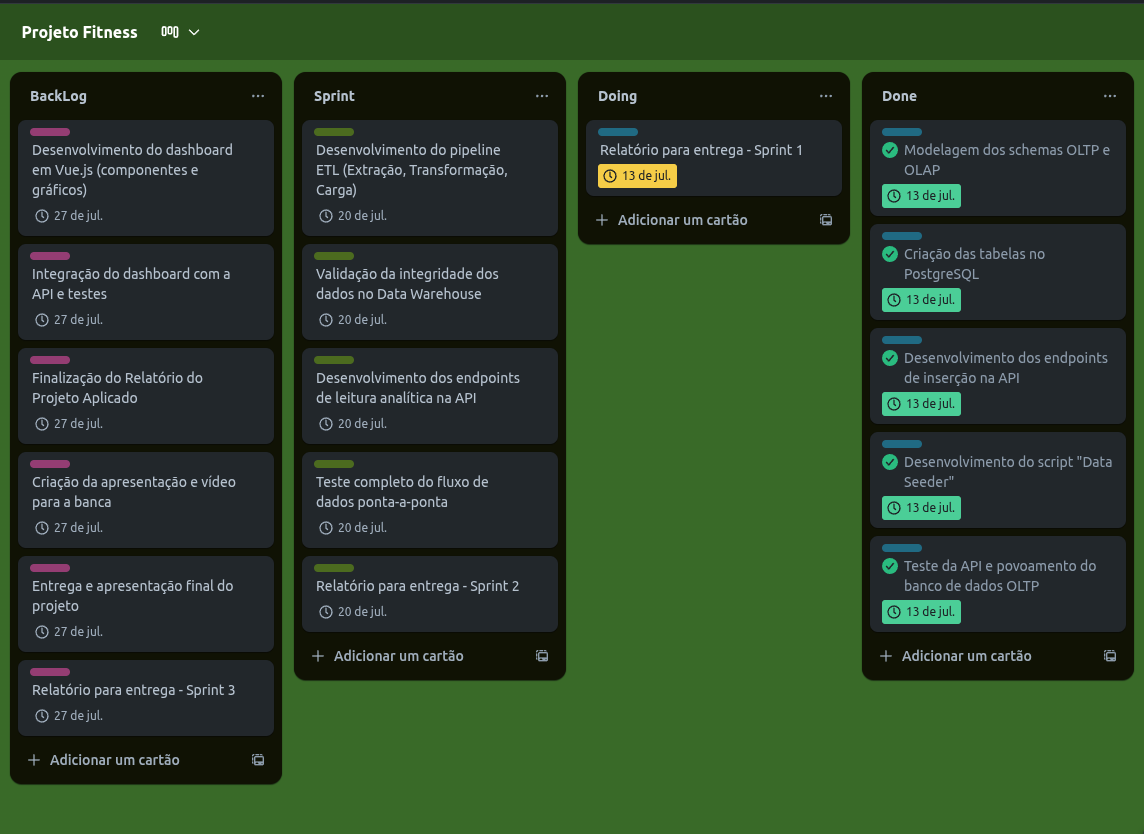 Projeto Fitness
BackLog
Desenvolvimento do dashboard
em Vue.js (componentes e
gráficos)
27 de jul.
Integração do dashboard com a
API e testes
27 de jul.
Finalização do Relatório do
Projeto Aplicado
27 de jul.
Criação da apresentação e vídeo
para a banca
27 de jul.
Entrega e apresentação final do
projeto
27 de jul.
Relatório para entrega - Sprint 3
27 de jul.
Adicionar um cartão
Sprint
Desenvolvimento do pipeline
ETL (Extração, Transformação,
Carga)
20 de jul.
Validação da integridade dos
dados no Data Warehouse
20 de jul.
Desenvolvimento dos endpoints
de leitura analítica na API
20 de jul.
Teste completo do fluxo de
dados ponta-a-ponta
20 de jul.
Relatório para entrega - Sprint 2
20 de jul.
Adicionar um cartão
Doing
Relatório para entrega - Sprint 1
13 de jul.
Adicionar um cartão
Done
Modelagem dos schemas OLTP e
OLAP
13 de jul.
Criação das tabelas no
PostgreSQL
13 de jul.
Desenvolvimento dos endpoints
de inserção na API
13 de jul.
Desenvolvimento do script "Data
Seeder"
13 de jul.
Teste da API e povoamento do
banco de dados OLTP
13 de jul.
Adicionar um cartão